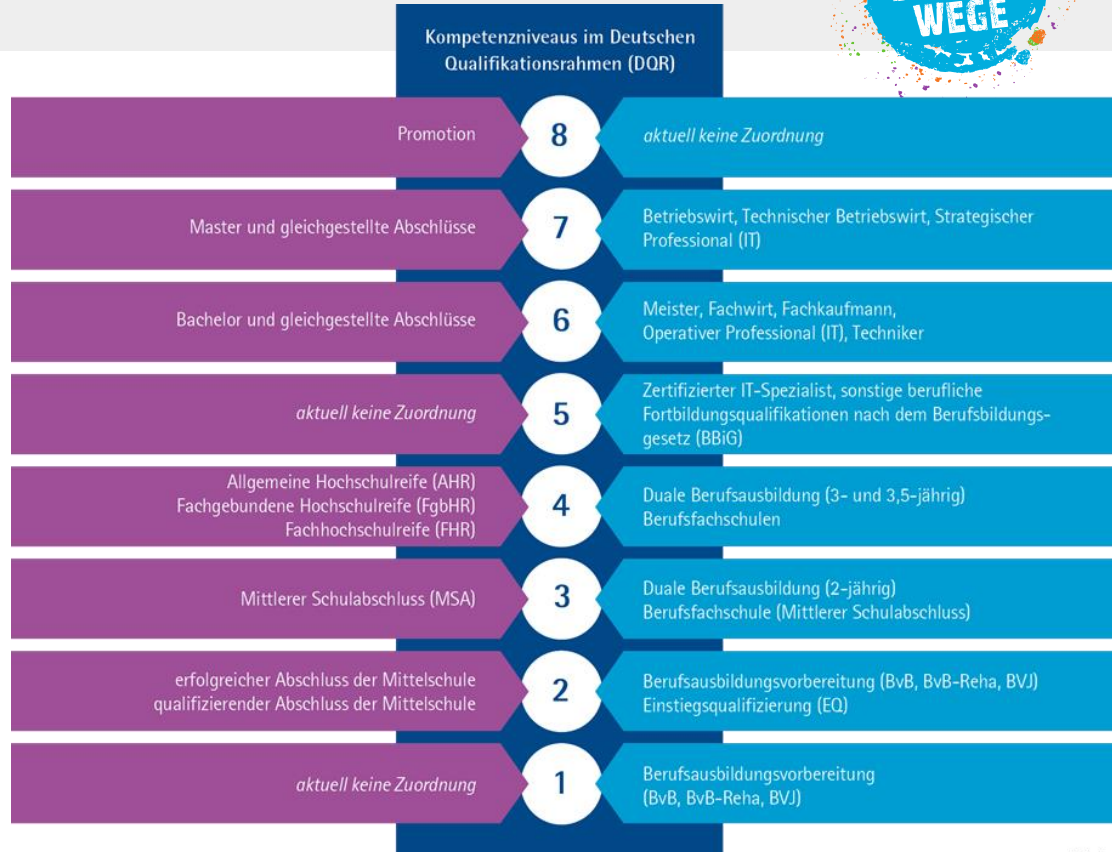 WEGE
Kompetenzniveaus im Deutschen
Qualifikationsrahmen (DQR)
Promotion
8
aktuell keine Zuordnung
Master und gleichgestellte Abschlüsse
7
Betriebswirt, Technischer Betriebswirt, Strategischer
Professional (IT)
Bachelor und gleichgestellte Abschlüsse
6
Meister, Fachwirt, Fachkaufmann,
Operativer Professional (IT), Techniker
aktuell keine Zuordnung
5
Zertifizierter IT-Spezialist, sonstige berufliche
Fortbildungsqualifikationen nach dem Berufsbildungs-
gesetz (BBiG)
Allgemeine Hochschulreife (AHR)
Fachgebundene Hochschulreife (FgbHR)
Fachhochschulreife (FHR)
4
Duale Berufsausbildung (3- und 3,5-jährig)
Berufsfachschulen
Mittlerer Schulabschluss (MSA)
3
Duale Berufsausbildung (2-jährig)
Berufsfachschule (Mittlerer Schulabschluss)
erfolgreicher Abschluss der Mittelschule
qualifizierender Abschluss der Mittelschule
2
Berufsausbildungsvorbereitung (BvB, BvB-Reha, BVJ)
Einstiegsqualifizierung (EQ)
aktuell keine Zuordnung
1
Berufsausbildungsvorbereitung
(BvB, BvB-Reha, BVJ)